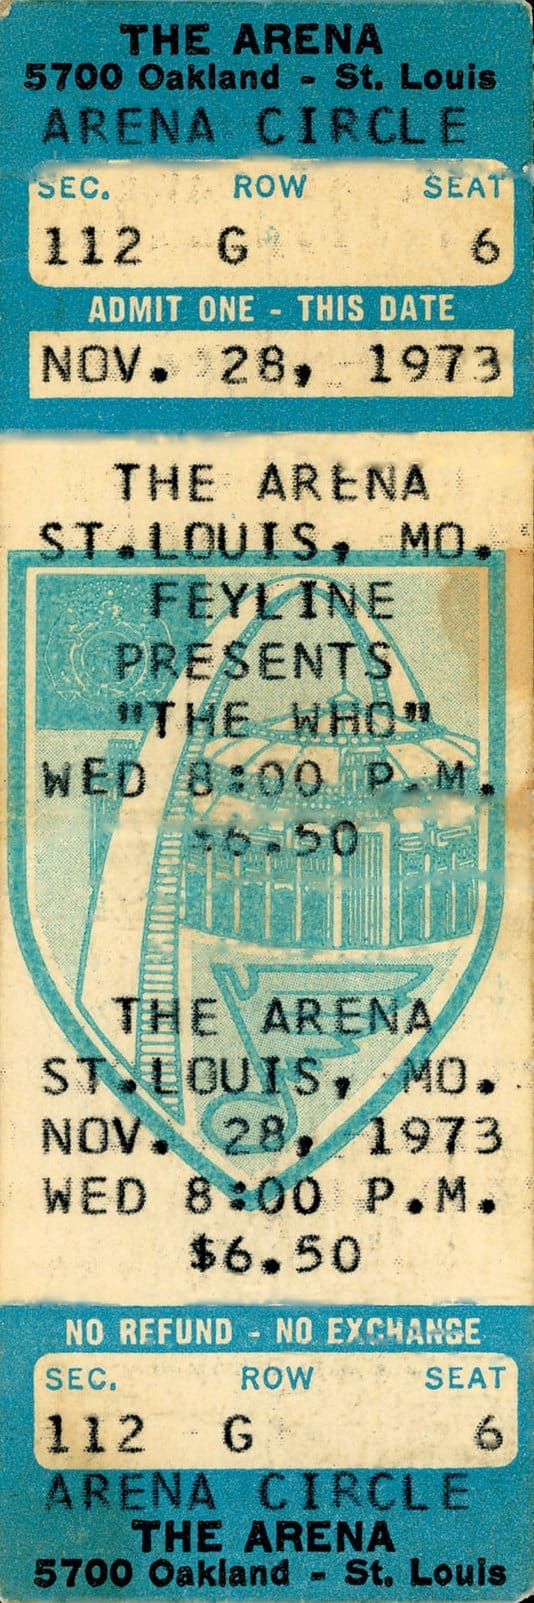 THE ARENA
5700 Oakland - St. Louis
ARENA CIRCLE
SEC. ROW SEAT
112 G 6
ADMIT ONE - THIS DATE
NOV. 28, 1973
THE ARENA
ST.LOUIS, MO.
FEYLINE
PRESENTS
"THE WHO"
WED 8:00 P.M.
$6.50
THE ARENA
ST.LOUIS, MO.
NOV. 28, 1973
WED 8:00 P.M.
$6.50
NO REFUND - NO EXCHANGE
SEC. ROW SEAT
112 G 6
ARENA CIRCLE
THE ARENA
5700 Oakland - St. Louis